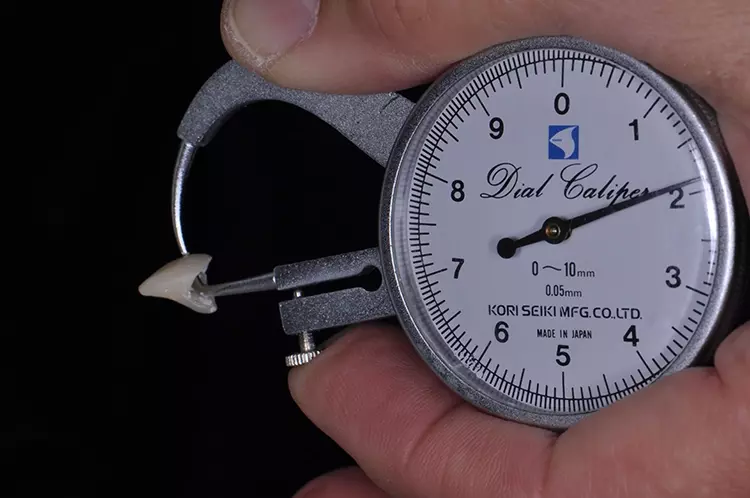 0
9
1
8
Dial Caliper
2
7
0～10mm
3
0.05mm
KORI SEIKI MFG.CO.,LTD.
MADE IN JAPAN
6
4
5